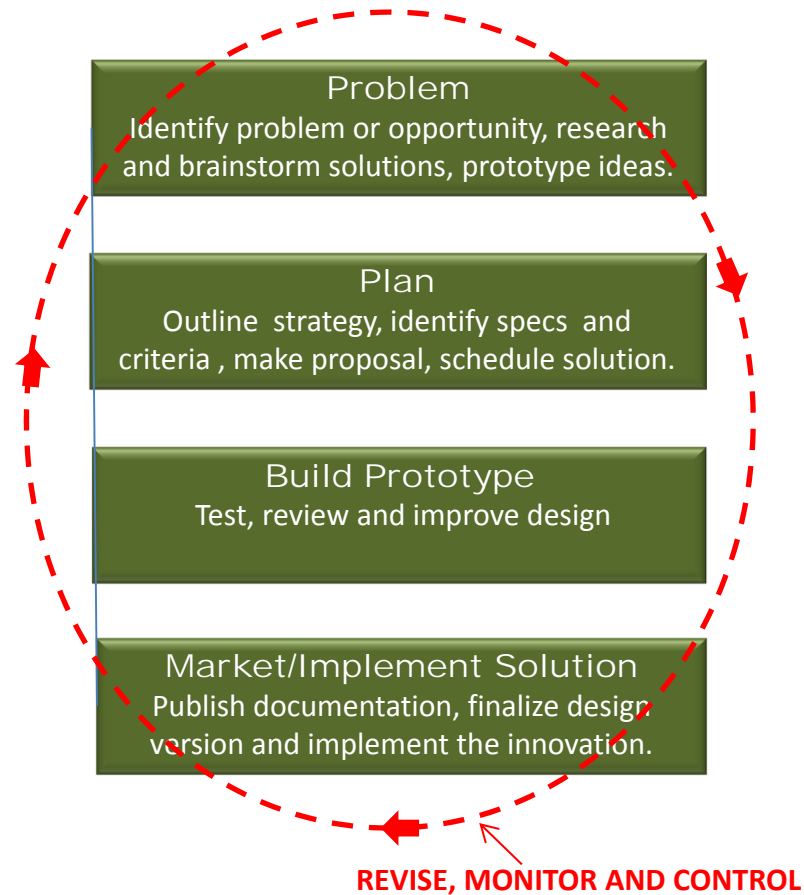 Problem
Identify problem or opportunity, research
and brainstorm solutions, prototype ideas.
Plan
Outline strategy, identify specs and
criteria , make proposal, schedule solution.
Build Prototype
Test, review and improve design
Market/Implement Solution
Publish documentation, finalize design
version and implement the innovation.
REVISE, MONITOR AND CONTROL